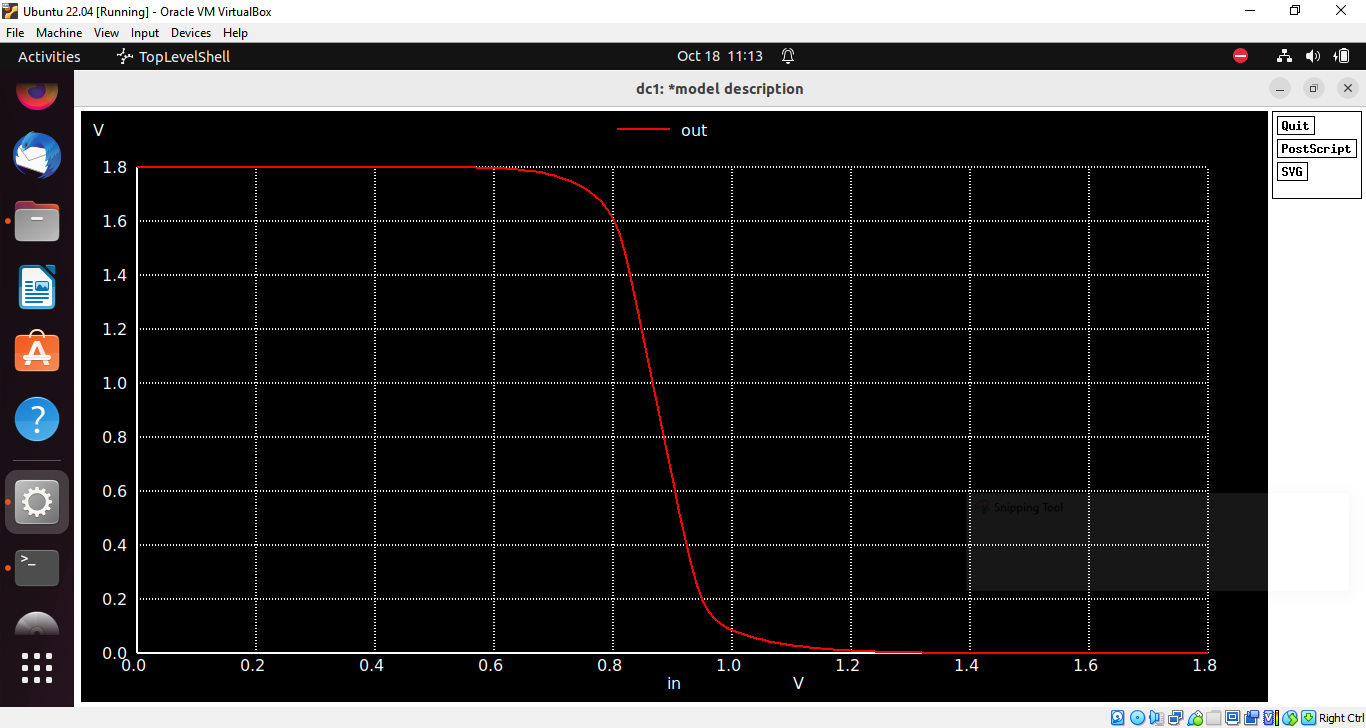 Ubuntu 22.04 [Running] - Oracle VM VirtualBox
File Machine View Input Devices Help
Activities TopLevelShell Oct 18 11:13
dc1: *model description
V out
Quit
PostScript
SVG
1.8
1.6
1.4
1.2
1.0
0.8
0.6
0.4
0.2
0.0
0.0 0.2 0.4 0.6 0.8 1.0 1.2 1.4 1.6 1.8
in V
Snipping Tool
Right Ctrl